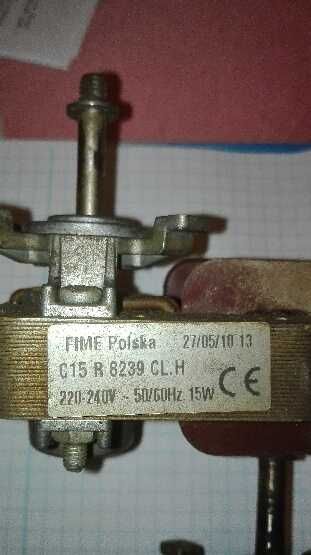 FIME Polska 27/05/10 13
C15 R 8239 CL.H
220-240V ~ 50/60Hz 15W CE